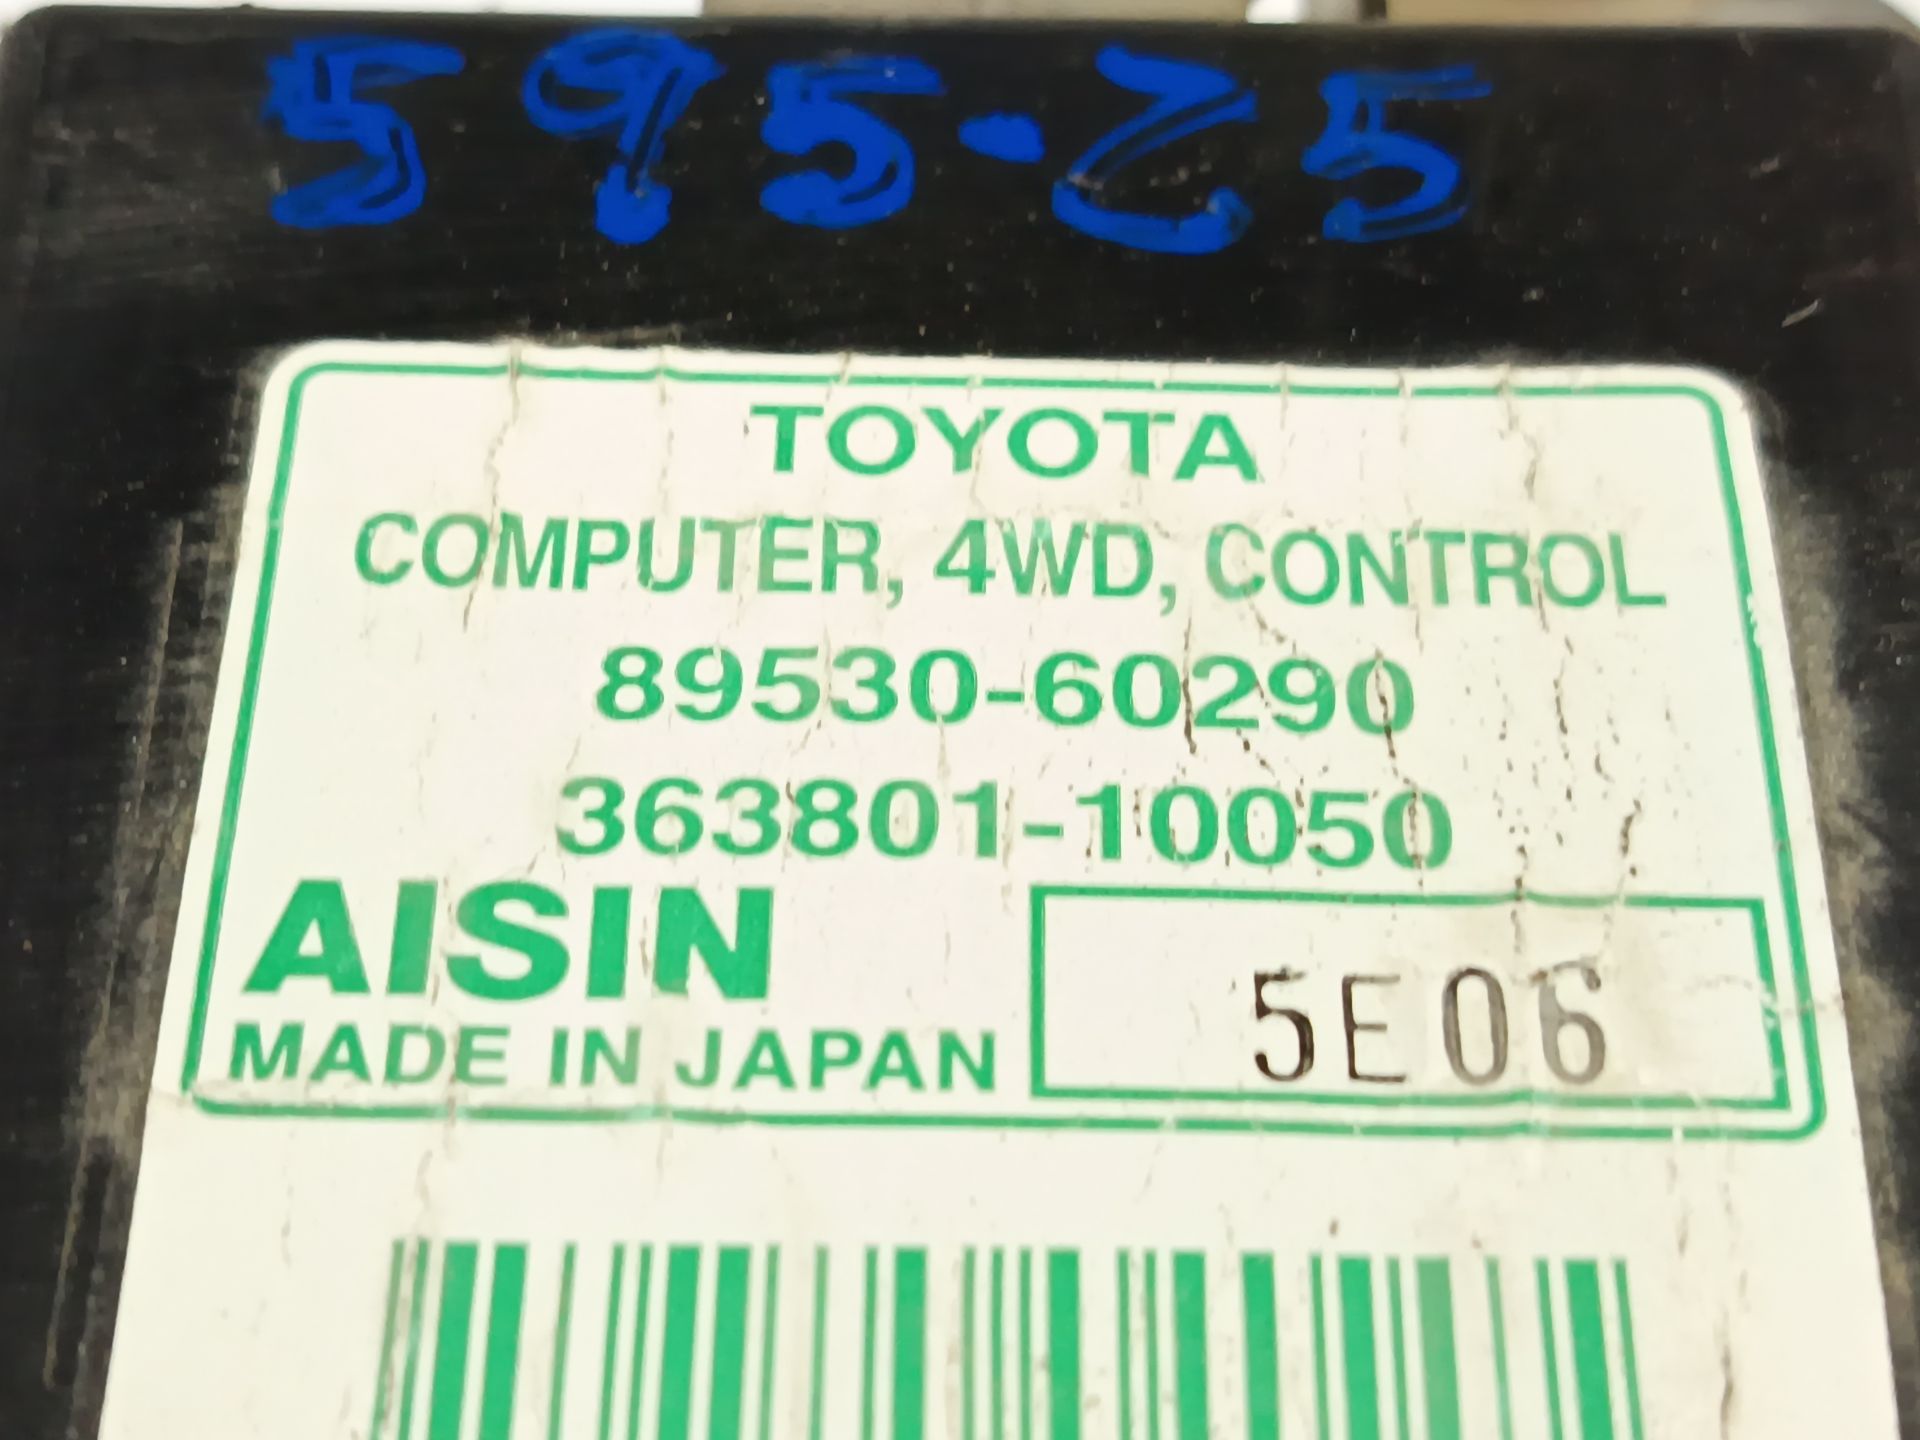 595-25
TOYOTA
COMPUTER, 4WD, CONTROL
89530-60290
363801-10050
AISIN
MADE IN JAPAN
5E06